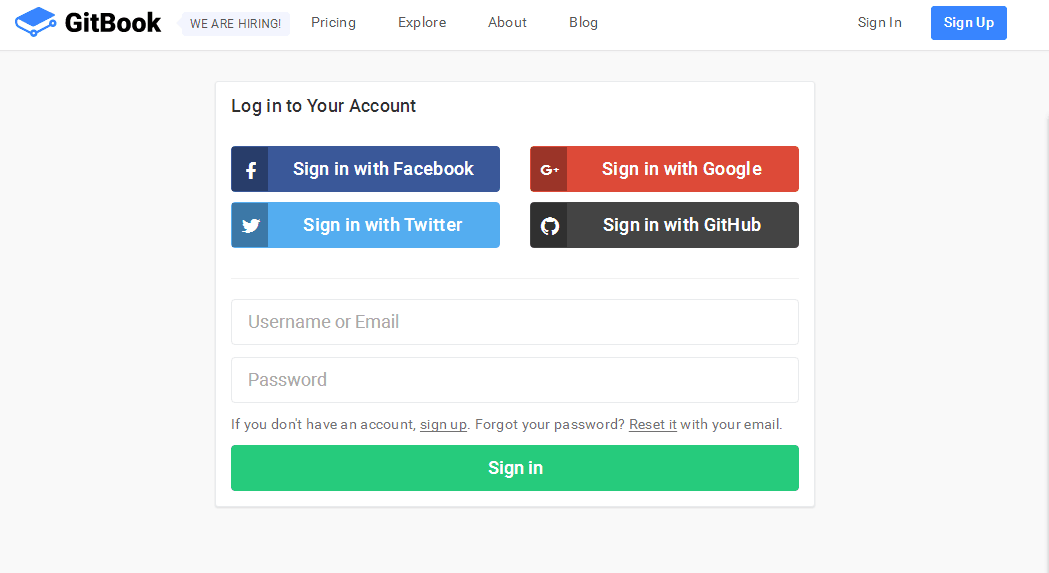 GitBook WE ARE HIRING! Pricing Explore About Blog Sign In Sign Up
Log in to Your Account
Sign in with Facebook G+ Sign in with Google
Sign in with Twitter Sign in with GitHub
Username or Email
Password
If you don't have an account, sign up. Forgot your password? Reset it with your email.
Sign in